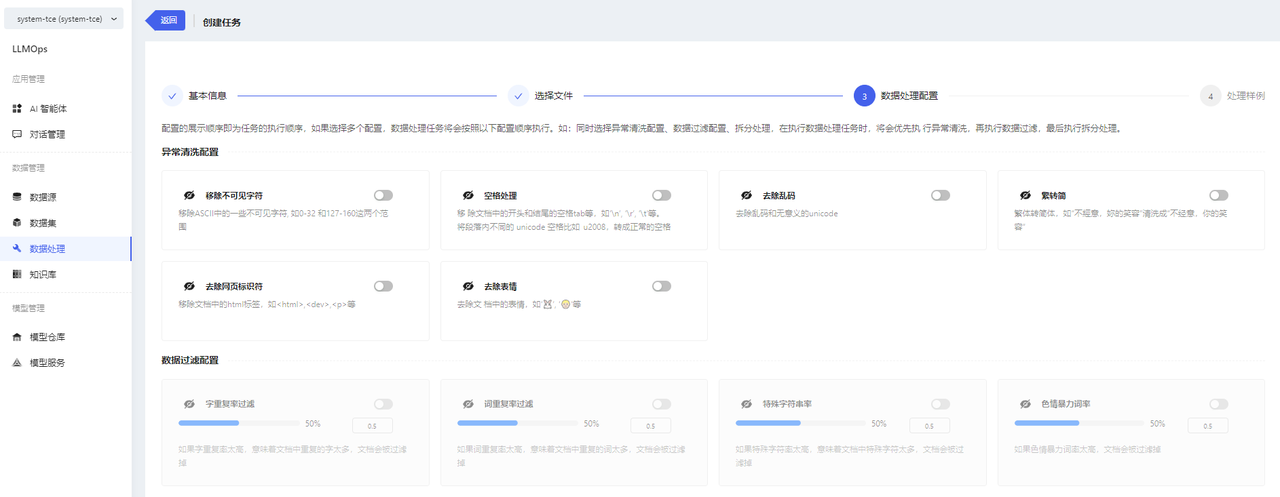 system-tce (system-tce)
返回
创建任务
LLMOps
应用管理
AI 智能体
对话管理
数据管理
数据源
数据集
数据处理
知识库
模型管理
模型仓库
模型服务
基本信息
选择文件
3 数据处理配置
4 处理样例
配置的展示顺序即为任务的执行顺序，如果选择多个配置，数据处理任务将会按照以下配置顺序执行。如：同时选择异常清洗配置、数据过滤配置、拆分处理，在执行数据处理任务时，将会优先执 行异常清洗，再执行数据过滤，最后执行拆分处理。
异常清洗配置
移除不可见字符
移除ASCII中的一些不可见字符, 如0-32 和127-160这两个范
围
空格处理
移 除文档中的开头和结尾的空格tab等，如'\n', '\r', '\t'等。
将段落内不同的 unicode 空格比如 u2008，转成正常的空格
去除乱码
去除乱码和无意义的unicode
繁转简
繁体转简体，如"不經意，妤的笑容"清洗成"不经意，你的笑
容"
去除网页标识符
移除文档中的html标签，如<html>,<dev>,<p>等
去除表情
去除文 档中的表情，如'🐰', '👴'等
数据过滤配置
字重复率过滤
50%
0.5
如果字重复率太高，意味着文档中重复的字太多，文档会被过滤
掉
词重复率过滤
50%
0.5
如果词重复率太高，意味着文档中重复的词太多，文档会被过滤
掉
特殊字符串率
50%
0.5
如果特殊字符率太高，意味着文档中特殊字符太多，文档会被过
滤掉
色情暴力词率
50%
0.5
如果色情暴力词率太高，文档会被过滤掉